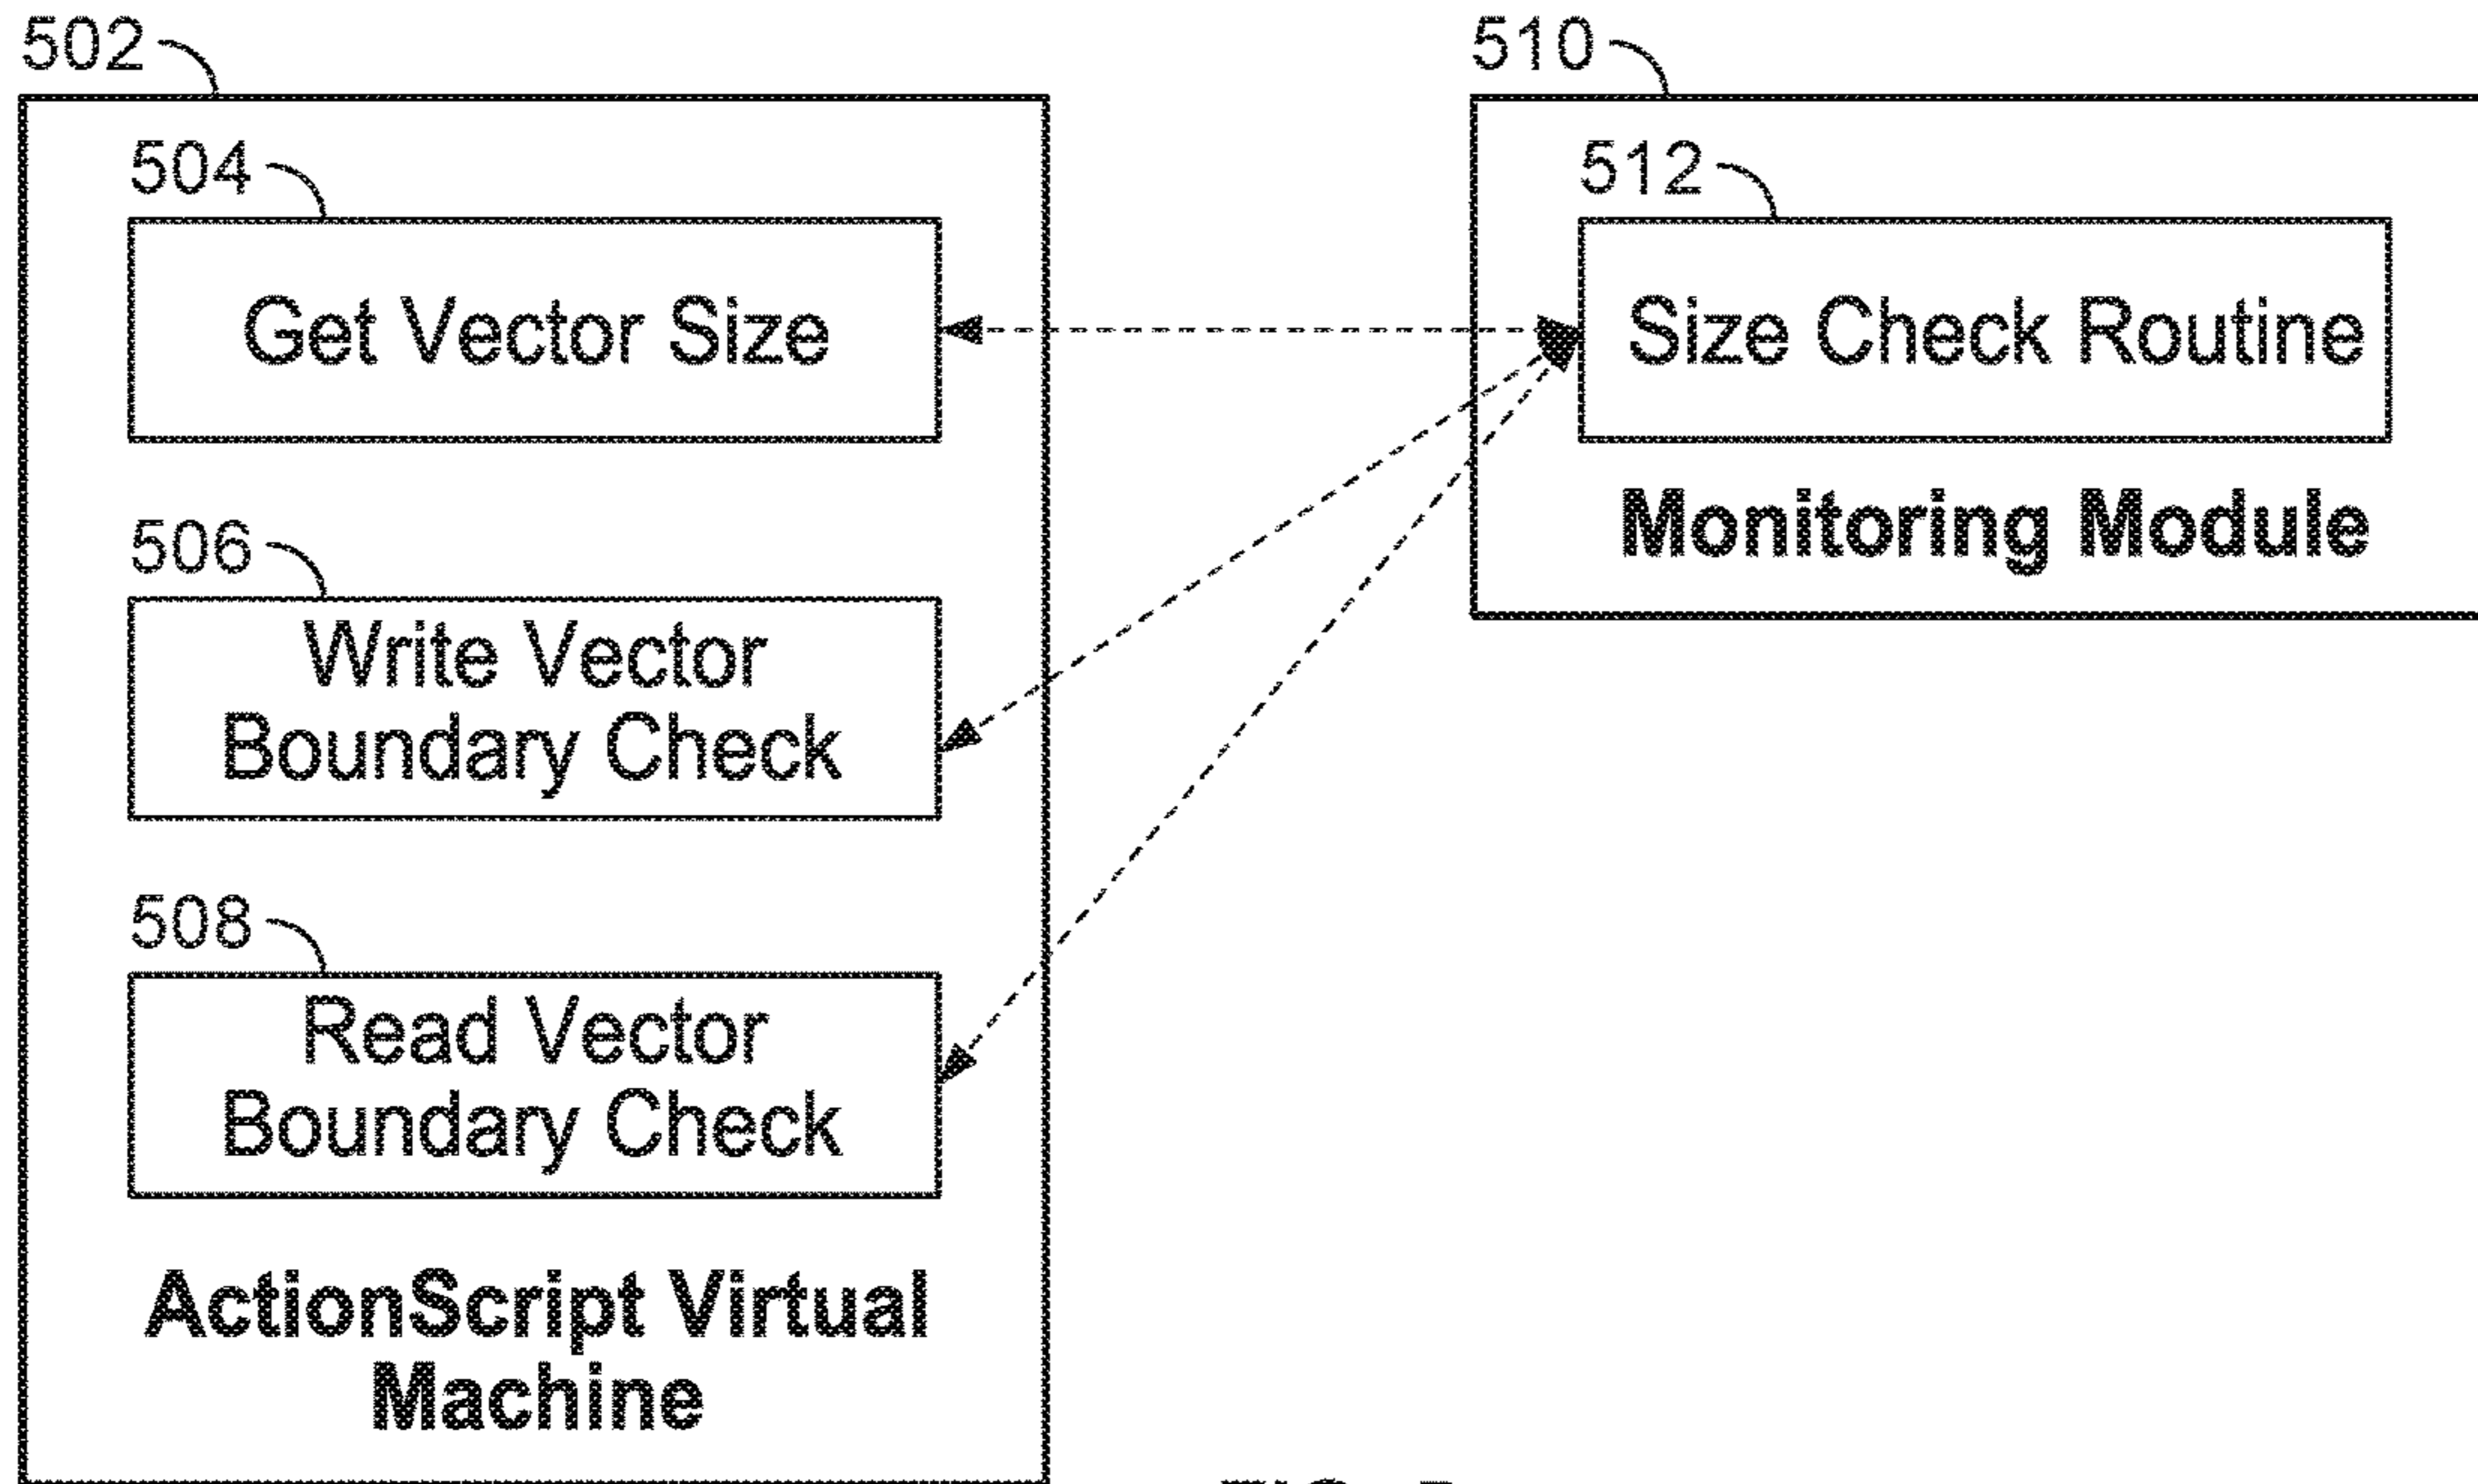 502
504
Get Vector Size
506
Write Vector
Boundary Check
508
Read Vector
Boundary Check
ActionScript Virtual
Machine
510
512
Size Check Routine
Monitoring Module